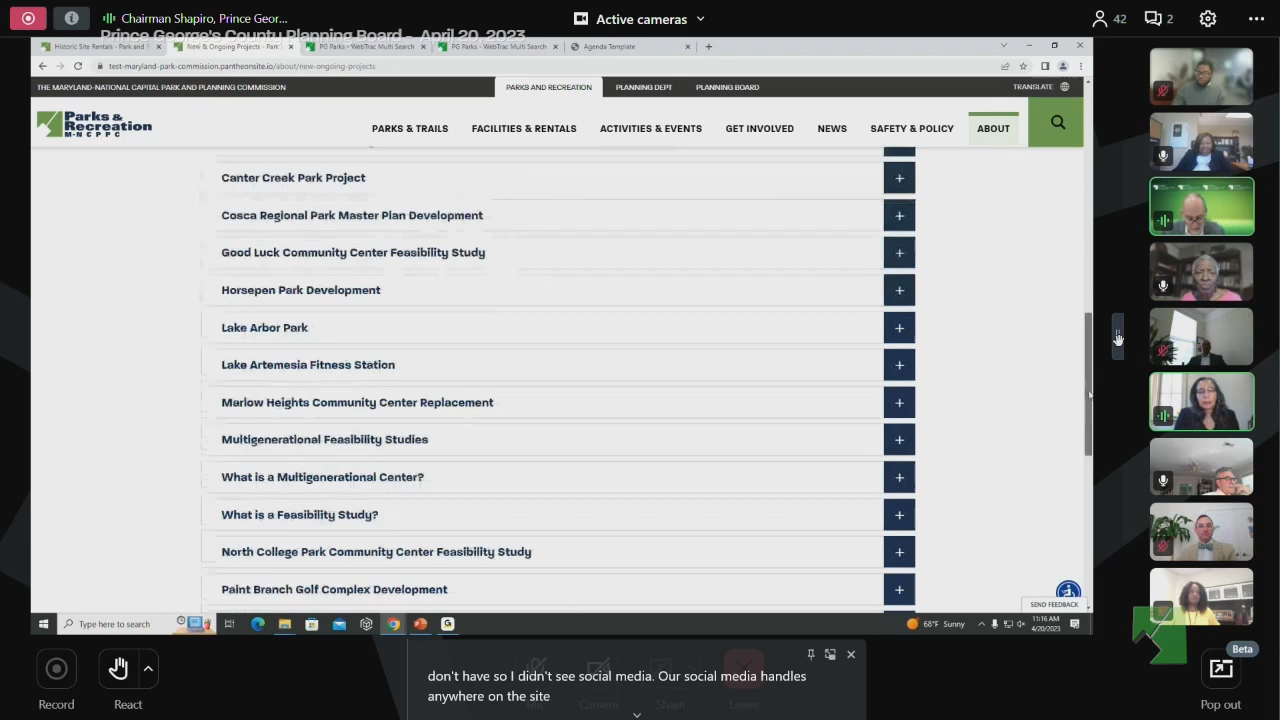 Chairman Shapiro, Prince Geor...
Active cameras
42
2
Prince George's County Planning Board - April 20, 2023
Historic Site Rentals - Park and R
New & Ongoing Projects - Park
PG Parks - WebTrac Multi Search
PG Parks - WebTrac Multi Search
Agenda Template
test-maryland-park-commission.pantheonsite.io/about/new-ongoing-projects
THE MARYLAND-NATIONAL CAPITAL PARK AND PLANNING COMMISSION
PARKS AND RECREATION
PLANNING DEPT
PLANNING BOARD
TRANSLATE
Parks &
Recreation
M-NCPPC
PARKS & TRAILS
FACILITIES & RENTALS
ACTIVITIES & EVENTS
GET INVOLVED
NEWS
SAFETY & POLICY
ABOUT
Canter Creek Park Project
Cosca Regional Park Master Plan Development
Good Luck Community Center Feasibility Study
Horsepen Park Development
Lake Arbor Park
Lake Artemesia Fitness Station
Marlow Heights Community Center Replacement
Multigenerational Feasibility Studies
What is a Multigenerational Center?
What is a Feasibility Study?
North College Park Community Center Feasibility Study
Paint Branch Golf Complex Development
SEND FEEDBACK
Type here to search
68°F Sunny
11:16 AM
4/20/2023
don't have so I didn't see social media. Our social media handles
anywhere on the site
Record
React
Camera
Share
Leave
Beta
Pop out